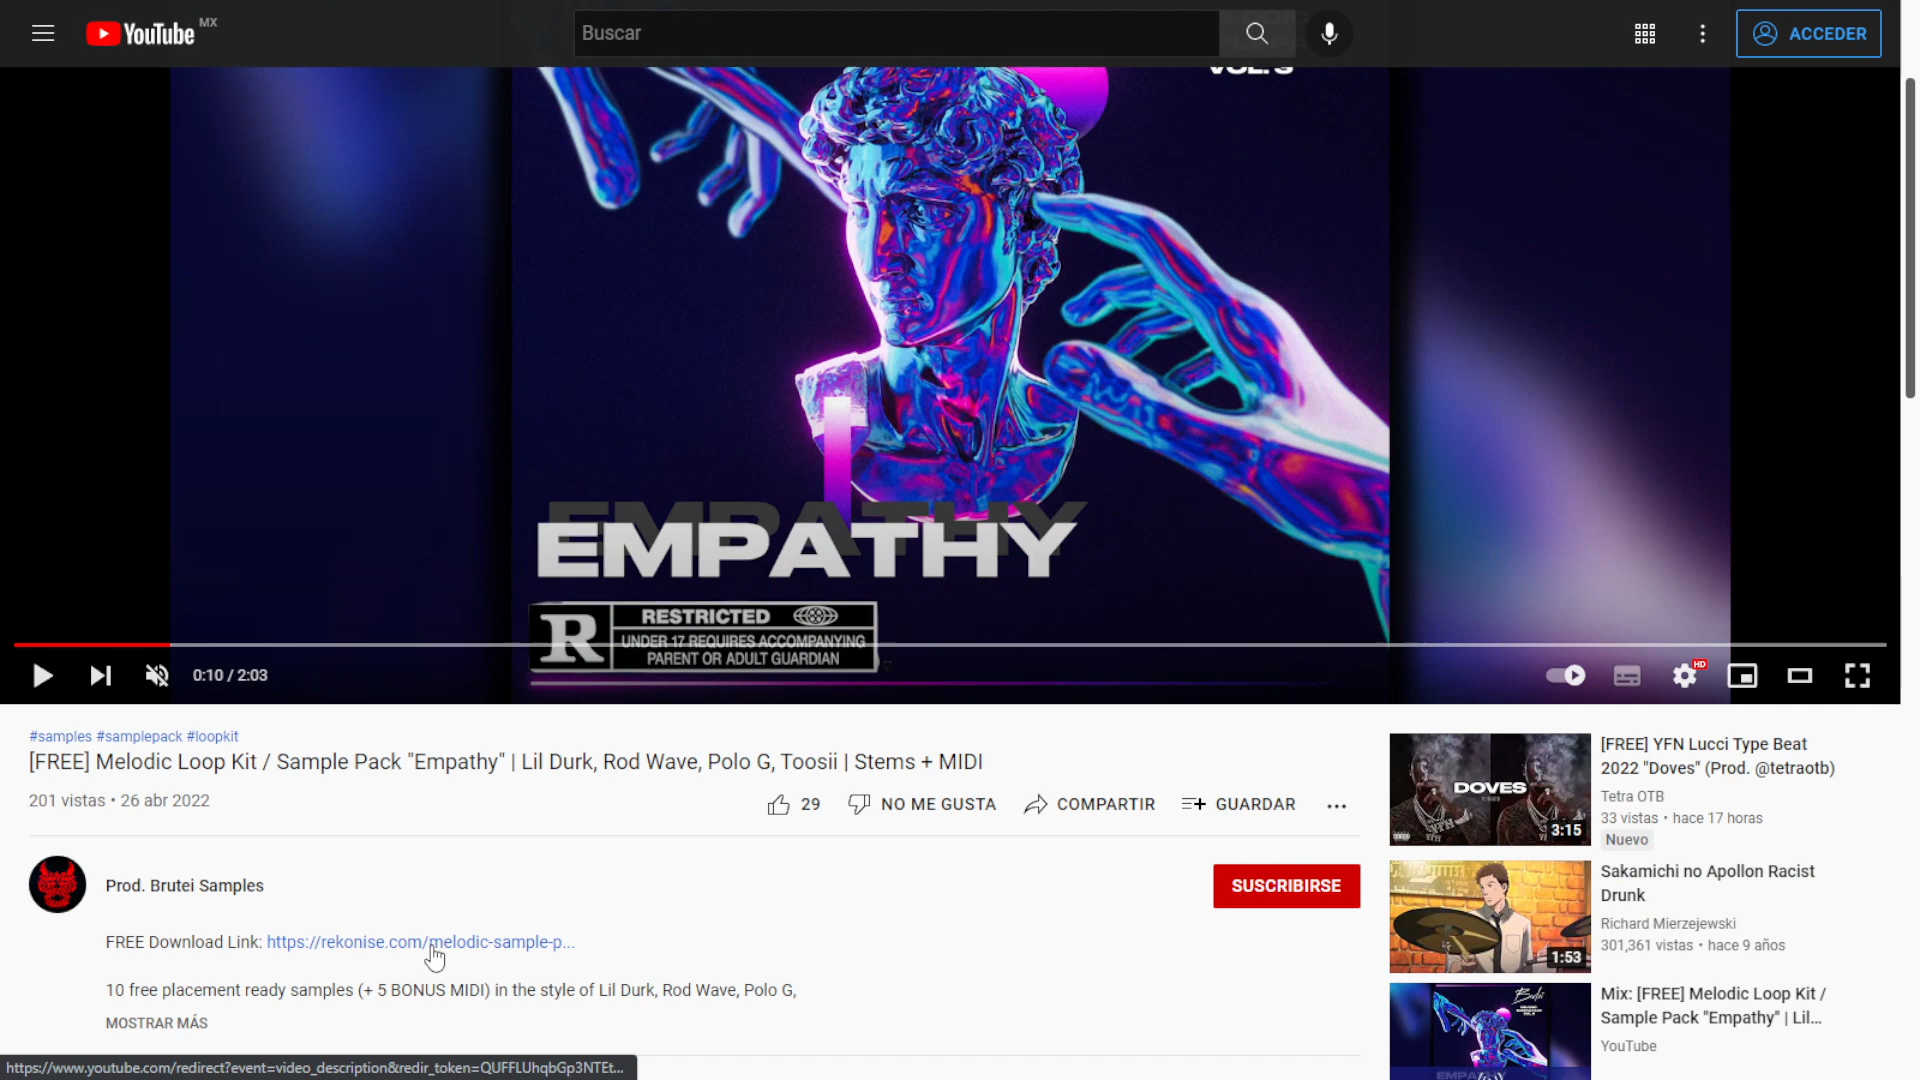 YouTube MX
Buscar
ACCEDER
VOL. 3
EMPATHY
EMPATHY
R
RESTRICTED
UNDER 17 REQUIRES ACCOMPANYING
PARENT OR ADULT GUARDIAN
0:10 / 2:03
HD
#samples #samplepack #loopkit
[FREE] Melodic Loop Kit / Sample Pack "Empathy" | Lil Durk, Rod Wave, Polo G, Toosii | Stems + MIDI
201 vistas • 26 abr 2022
29
NO ME GUSTA
COMPARTIR
GUARDAR
Prod. Brutei Samples
SUSCRIBIRSE
FREE Download Link: https://rekonise.com/melodic-sample-p...
10 free placement ready samples (+ 5 BONUS MIDI) in the style of Lil Durk, Rod Wave, Polo G,
MOSTRAR MÁS
https://www.youtube.com/redirect?event=video_description&redir_token=QUFFLUhqbGp3NTEt...
DOVES
3:15
[FREE] YFN Lucci Type Beat
2022 "Doves" (Prod. @tetraotb)
Tetra OTB
33 vistas • hace 17 horas
Nuevo
1:53
Sakamichi no Apollon Racist
Drunk
Richard Mierzejewski
301,361 vistas • hace 9 años
Brutei
EMPATHY
Mix: [FREE] Melodic Loop Kit /
Sample Pack "Empathy" | Lil...
YouTube